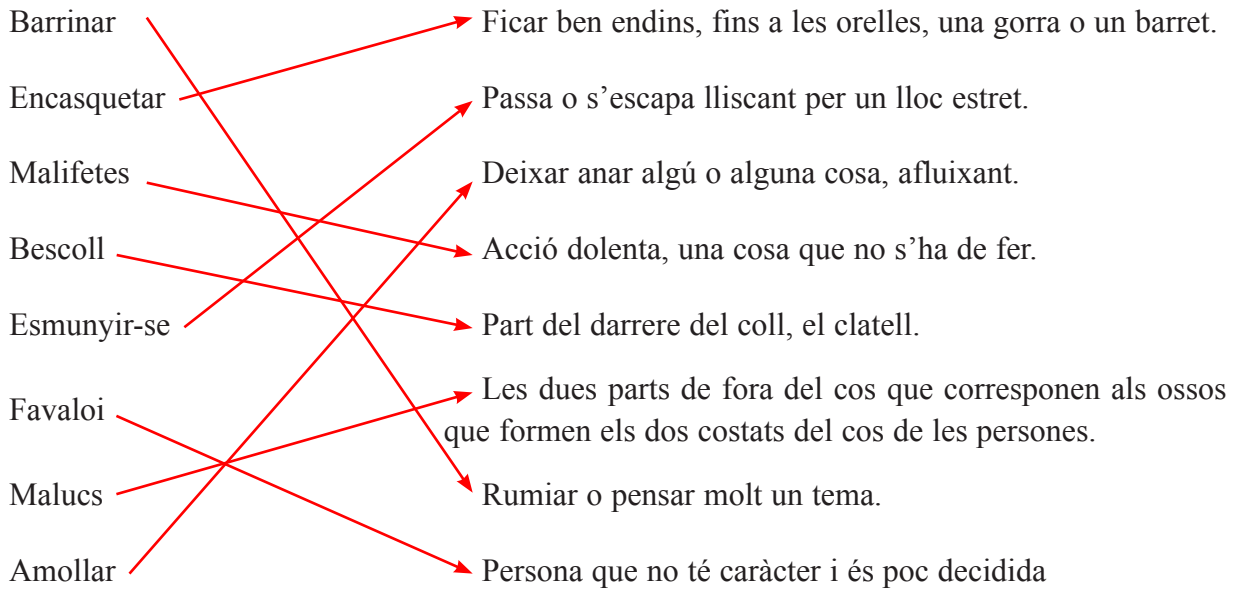 Barrinar Ficar ben endins, fins a les orelles, una gorra o un barret.
Encasquetar Passa o s’escapa lliscant per un lloc estret.
Malifetes Deixar anar algú o alguna cosa, afluixant.
Bescoll Acció dolenta, una cosa que no s’ha de fer.
Esmunyir-se Part del darrere del coll, el clatell.
Favaloi Les dues parts de fora del cos que corresponen als ossos
que formen els dos costats del cos de les persones.
Malucs Rumiar o pensar molt un tema.
Amollar Persona que no té caràcter i és poc decidida